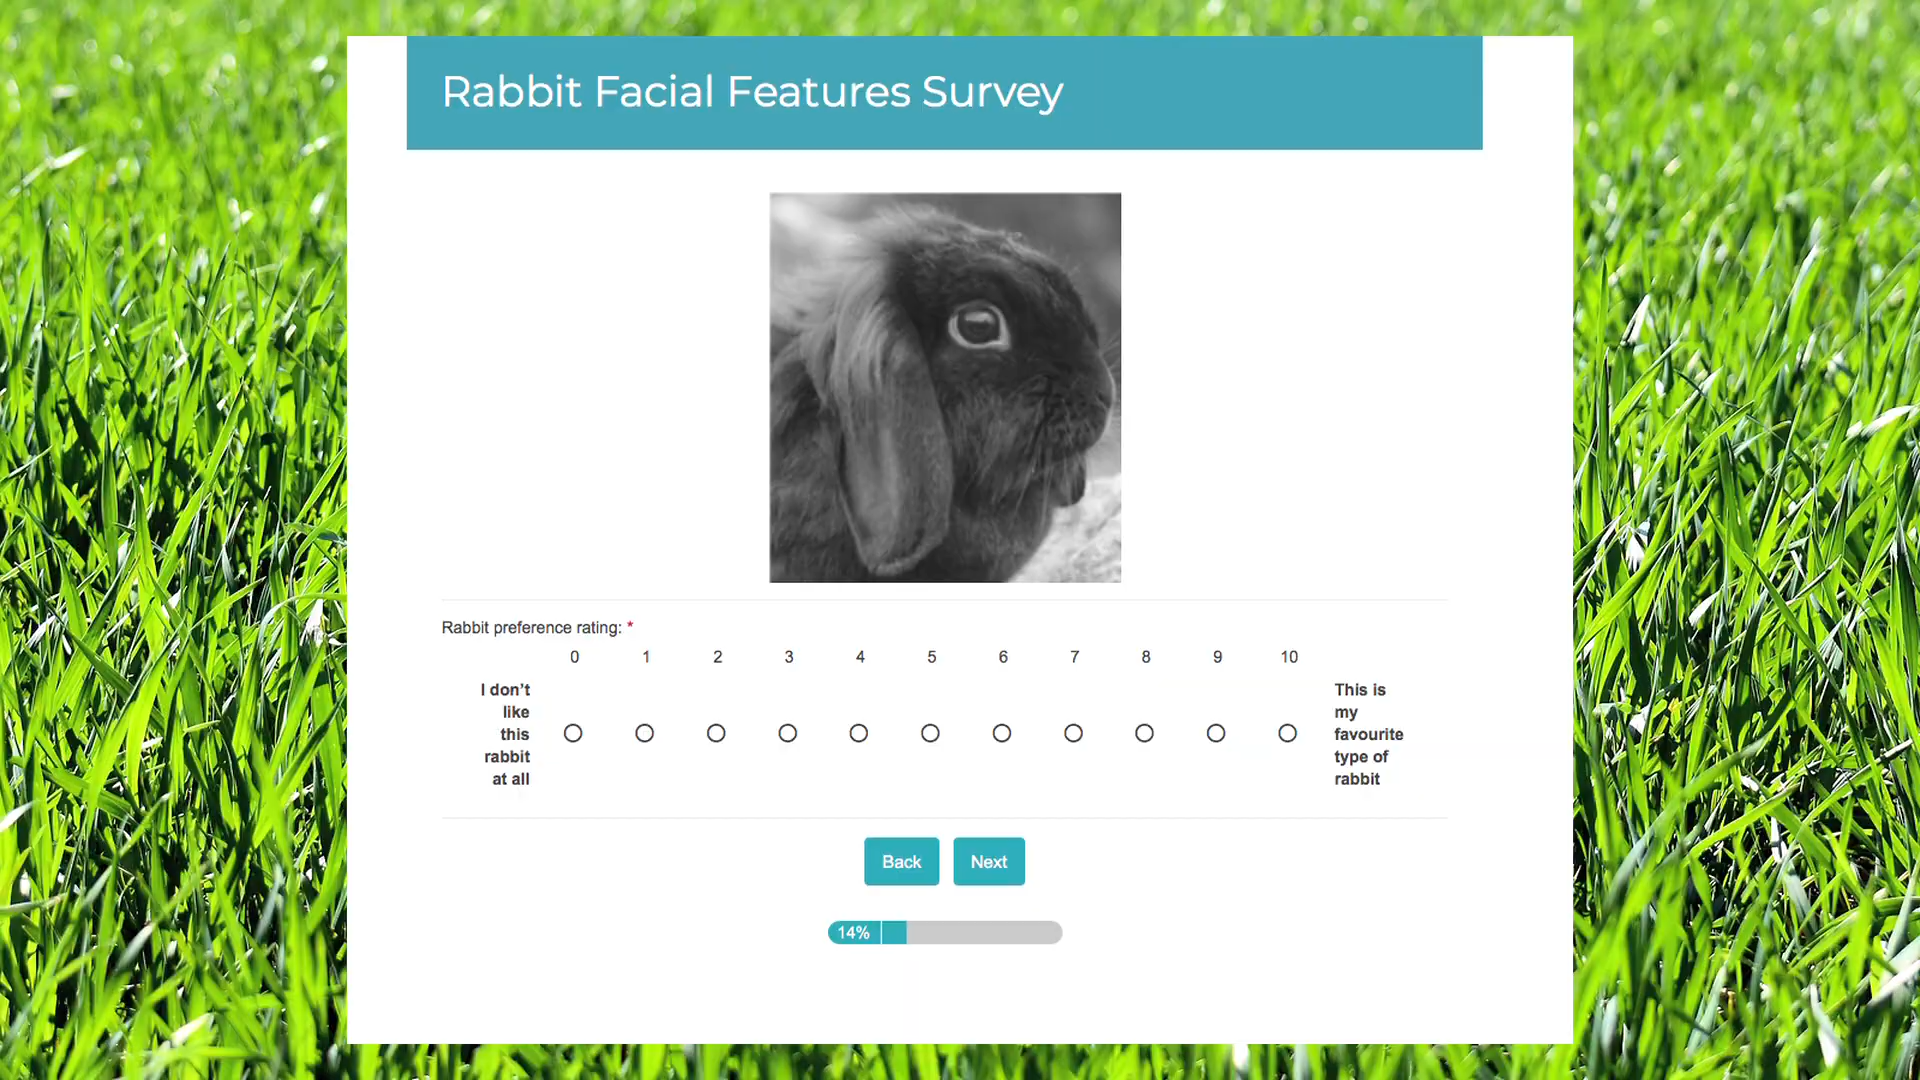 Rabbit Facial Features Survey
Rabbit preference rating: *
0 1 2 3 4 5 6 7 8 9 10
I don’t
like
this
rabbit
at all
This is
my
favourite
type of
rabbit
Back Next
14%